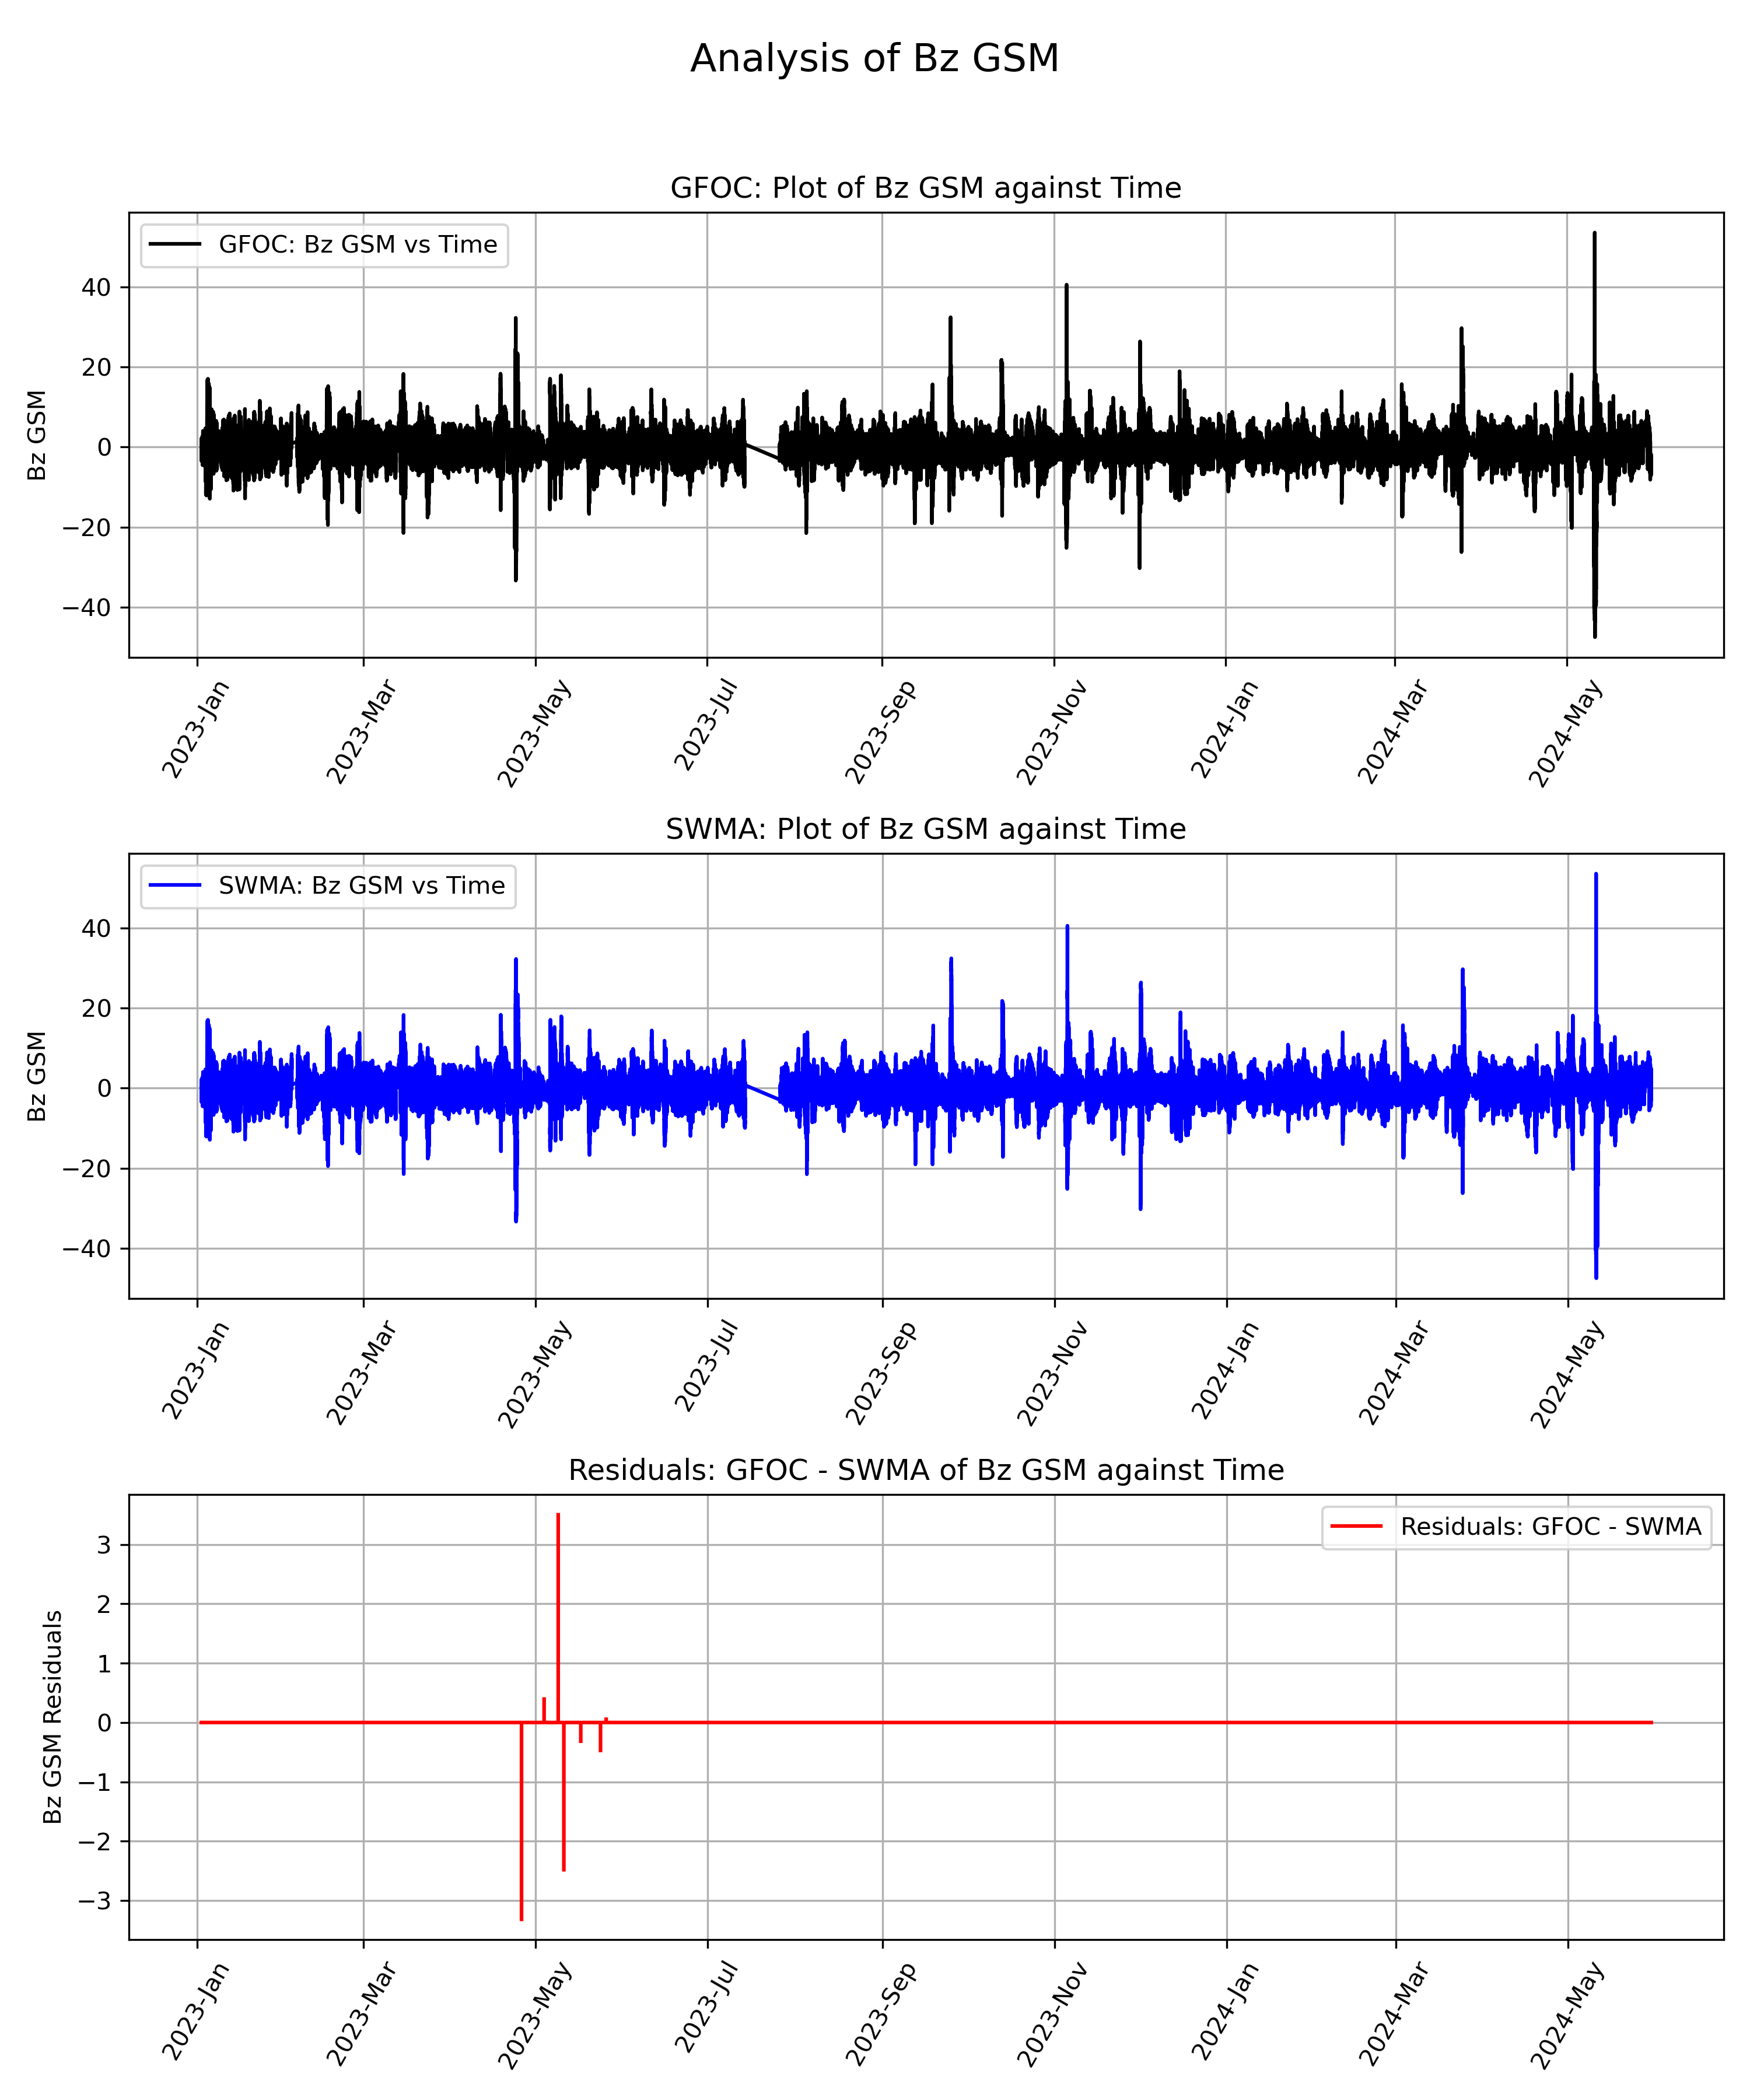 Analysis of Bz GSM
GFOC: Plot of Bz GSM against Time
GFOC: Bz GSM vs Time
Bz GSM
40
20
0
−20
−40
2023-Jan
2023-Mar
2023-May
2023-Jul
2023-Sep
2023-Nov
2024-Jan
2024-Mar
2024-May
SWMA: Plot of Bz GSM against Time
SWMA: Bz GSM vs Time
Bz GSM
40
20
0
−20
−40
2023-Jan
2023-Mar
2023-May
2023-Jul
2023-Sep
2023-Nov
2024-Jan
2024-Mar
2024-May
Residuals: GFOC - SWMA of Bz GSM against Time
Residuals: GFOC - SWMA
Bz GSM Residuals
3
2
1
0
−1
−2
−3
2023-Jan
2023-Mar
2023-May
2023-Jul
2023-Sep
2023-Nov
2024-Jan
2024-Mar
2024-May